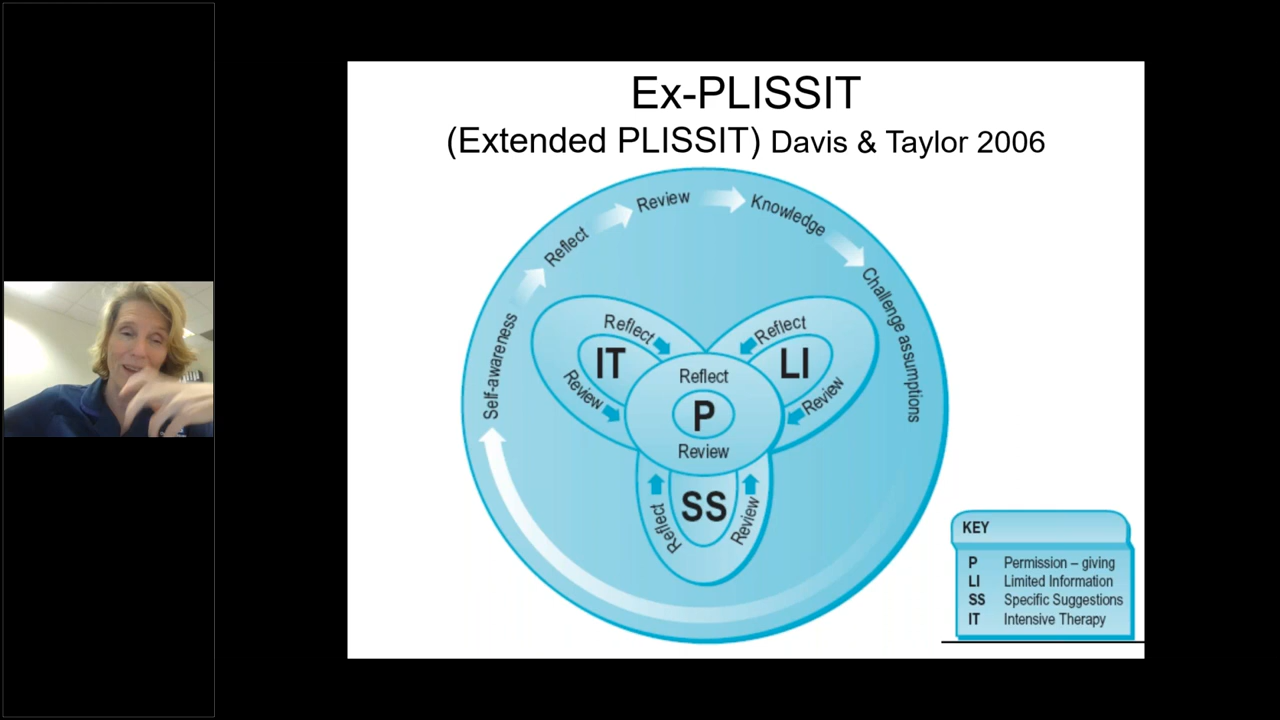 Ex-PLISSIT
(Extended PLISSIT) Davis & Taylor 2006
Self-awareness
Reflect
Review
Knowledge
Challenge assumptions
Reflect
IT
Review
Reflect
LI
Review
Reflect
P
Review
SS
Reflect
Review
KEY
P Permission – giving
LI Limited Information
SS Specific Suggestions
IT Intensive Therapy